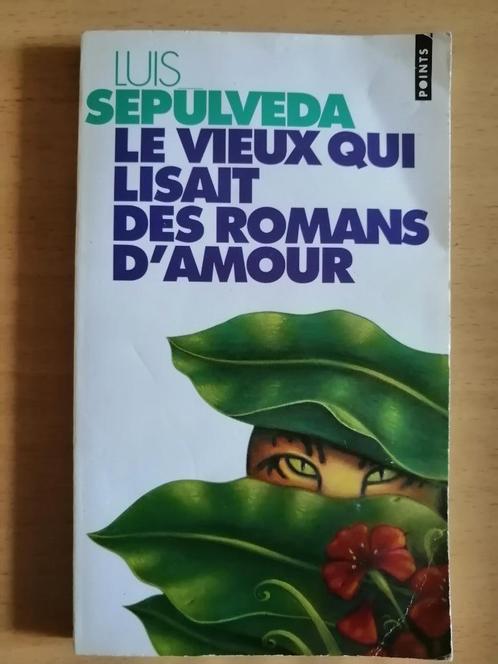 POINTS
LUIS
SEPULVEDA
LE VIEUX QUI
LISAIT
DES ROMANS
D'AMOUR